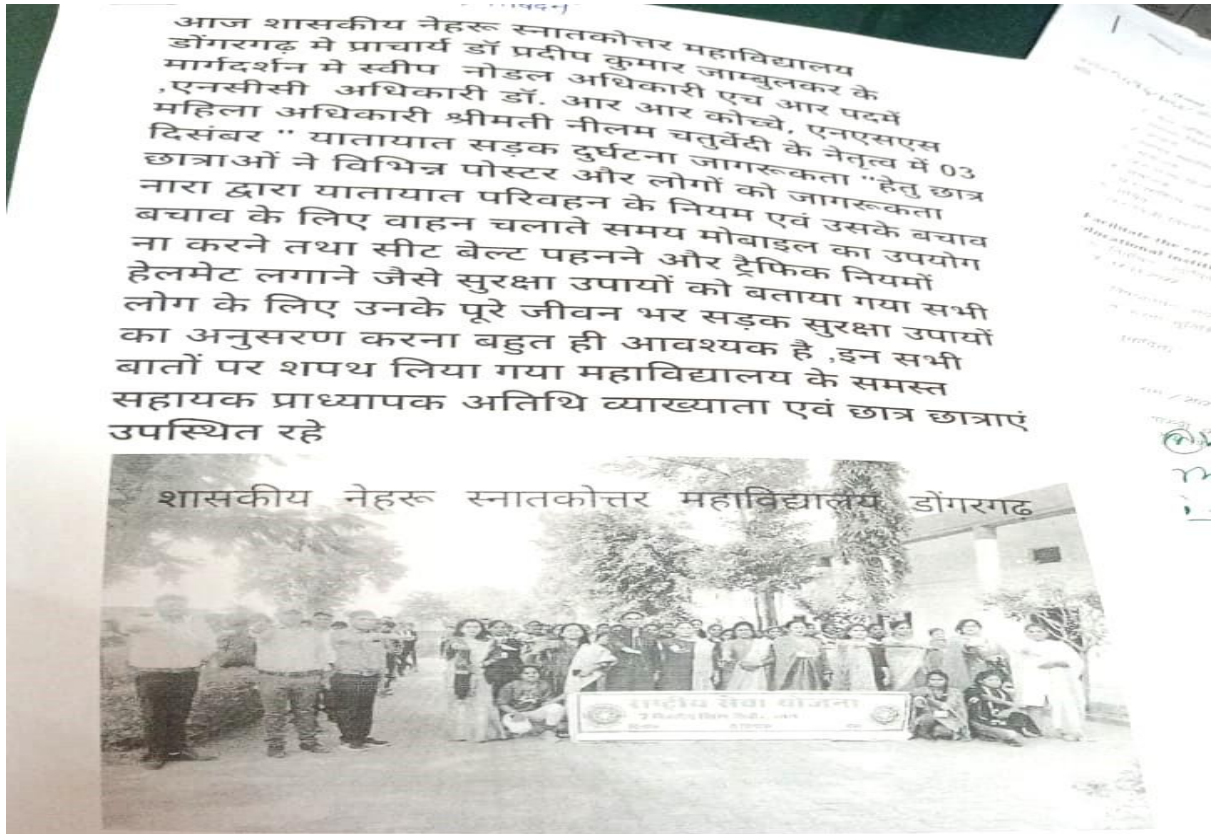 आज शासकीय नेहरू स्नातकोत्तर महाविद्यालय
डोंगरगढ़ मे प्राचार्य डॉ प्रदीप कुमार जाम्बुलकर के
मार्गदर्शन मे स्वीप नोडल अधिकारी एच आर पदमें
,एनसीसी अधिकारी डॉ. आर आर कोच्चे, एनएसएस
महिला अधिकारी श्रीमती नीलम चतुर्वेदी के नेतृत्व में 03
दिसंबर " यातायात सड़क दुर्घटना जागरूकता "हेतु छात्र
छात्राओं ने विभिन्न पोस्टर और लोगों को जागरूकता
नारा द्वारा यातायात परिवहन के नियम एवं उसके बचाव
बचाव के लिए वाहन चलाते समय मोबाइल का उपयोग
ना करने तथा सीट बेल्ट पहनने और ट्रैफिक नियमों
हेलमेट लगाने जैसे सुरक्षा उपायों को बताया गया सभी
लोग के लिए उनके पूरे जीवन भर सड़क सुरक्षा उपायों
का अनुसरण करना बहुत ही आवश्यक है ,इन सभी
बातों पर शपथ लिया गया महाविद्यालय के समस्त
सहायक प्राध्यापक अतिथि व्याख्याता एवं छात्र छात्राएं
उपस्थित रहे
शासकीय नेहरू स्नातकोत्तर महाविद्यालय डोंगरगढ़
राष्ट्रीय सेवा योजना
Facilitate the